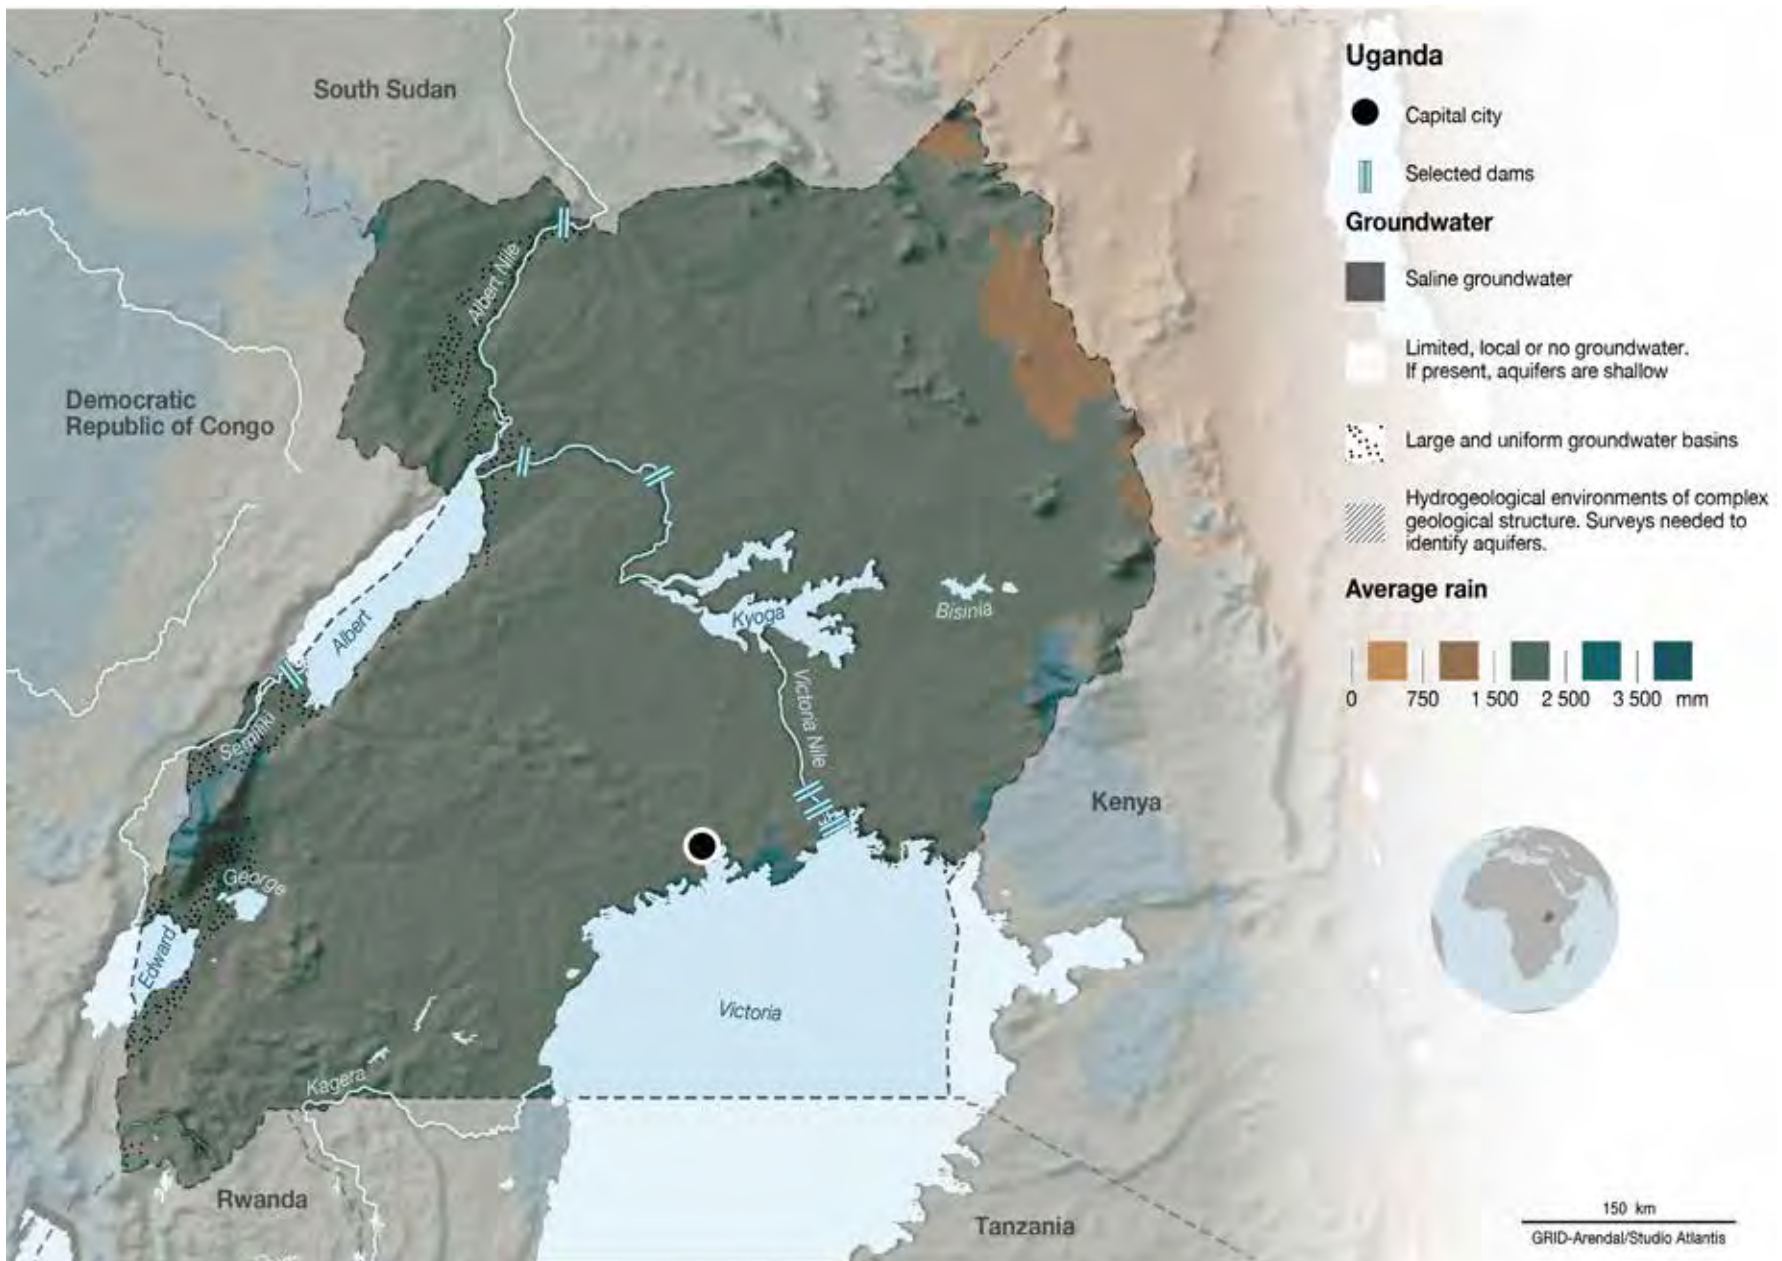 South Sudan
Democratic
Republic of Congo
Albert Nile
Albert
Kyoga
Bisinia
Victoria Nile
Semliki
George
Edward
Victoria
Kagera
Kenya
Rwanda
Tanzania
Uganda
Capital city
Selected dams
Groundwater
Saline groundwater
Limited, local or no groundwater.
If present, aquifers are shallow
Large and uniform groundwater basins
Hydrogeological environments of complex
geological structure. Surveys needed to
identify aquifers.
Average rain
0 750 1 500 2 500 3 500 mm
150 km
GRID-Arendal/Studio Atlantis